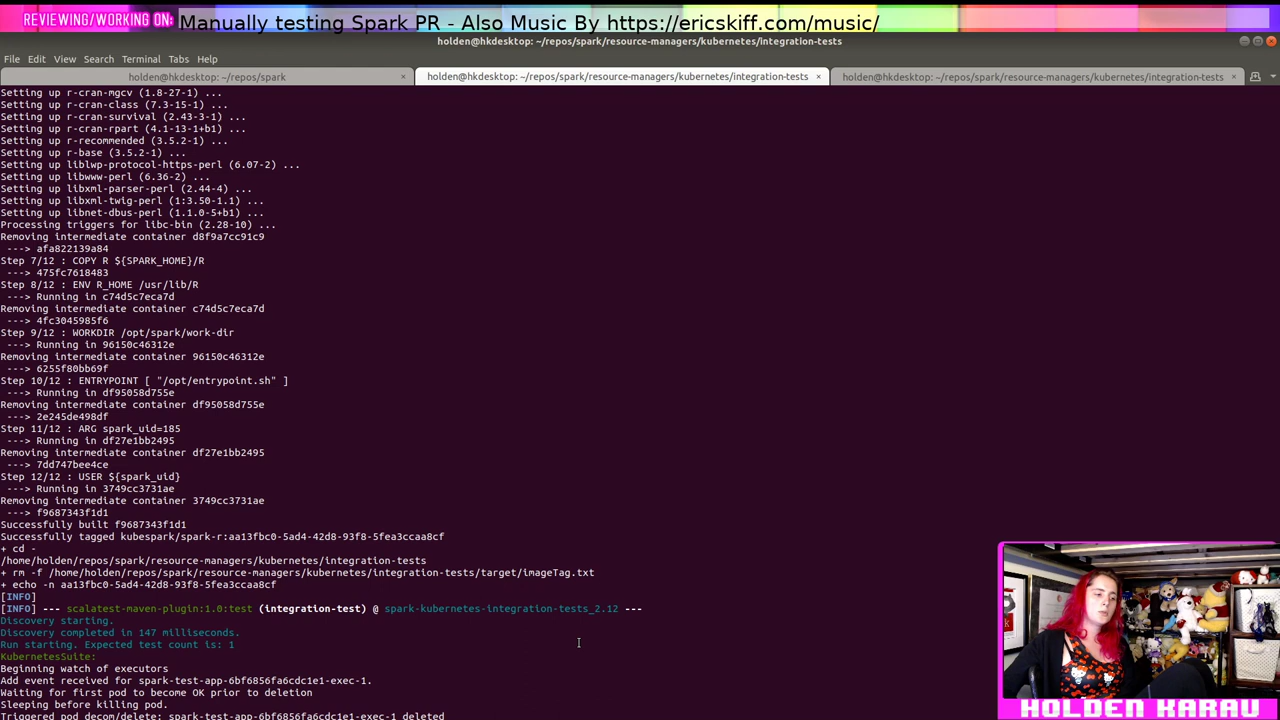 REVIEWING/WORKING ON: Manually testing Spark PR - Also Music By https://ericskiff.com/music/
holden@hkdesktop: ~/repos/spark/resource-managers/kubernetes/integration-tests
File Edit View Search Terminal Tabs Help
holden@hkdesktop: ~/repos/spark × holden@hkdesktop: ~/repos/spark/resource-managers/kubernetes/integration-tests × holden@hkdesktop: ~/repos/spark/resource-managers/kubernetes/integration-tests ×
Setting up r-cran-mgcv (1.8-27-1) ...
Setting up r-cran-class (7.3-15-1) ...
Setting up r-cran-survival (2.43-3-1) ...
Setting up r-cran-rpart (4.1-13-1+b1) ...
Setting up r-recommended (3.5.2-1) ...
Setting up r-base (3.5.2-1) ...
Setting up liblwp-protocol-https-perl (6.07-2) ...
Setting up libwww-perl (6.36-2) ...
Setting up libxml-parser-perl (2.44-4) ...
Setting up libxml-twig-perl (1:3.50-1.1) ...
Setting up libnet-dbus-perl (1.1.0-5+b1) ...
Processing triggers for libc-bin (2.28-10) ...
Removing intermediate container d8f9a7cc91c9
---> afa822139a84
Step 7/12 : COPY R ${SPARK_HOME}/R
---> 475fc7618483
Step 8/12 : ENV R_HOME /usr/lib/R
---> Running in c74d5c7eca7d
Removing intermediate container c74d5c7eca7d
---> 4fc3045985f6
Step 9/12 : WORKDIR /opt/spark/work-dir
---> Running in 96150c46312e
Removing intermediate container 96150c46312e
---> 6255f80bb69f
Step 10/12 : ENTRYPOINT [ "/opt/entrypoint.sh" ]
---> Running in df95058d755e
Removing intermediate container df95058d755e
---> 2e245de498df
Step 11/12 : ARG spark_uid=185
---> Running in df27e1bb2495
Removing intermediate container df27e1bb2495
---> 7dd747bee4ce
Step 12/12 : USER ${spark_uid}
---> Running in 3749cc3731ae
Removing intermediate container 3749cc3731ae
---> f9687343f1d1
Successfully built f9687343f1d1
Successfully tagged kubespark/spark-r:aa13fbc0-5ad4-42d8-93f8-5fea3ccaa8cf
+ cd -
/home/holden/repos/spark/resource-managers/kubernetes/integration-tests
+ rm -f /home/holden/repos/spark/resource-managers/kubernetes/integration-tests/target/imageTag.txt
+ echo -n aa13fbc0-5ad4-42d8-93f8-5fea3ccaa8cf
[INFO]
[INFO] --- scalatest-maven-plugin:1.0:test (integration-test) @ spark-kubernetes-integration-tests_2.12 ---
Discovery starting.
Discovery completed in 147 milliseconds.
Run starting. Expected test count is: 1
KubernetesSuite:
Beginning watch of executors
Add event received for spark-test-app-6bf6856fa6cdc1e1-exec-1.
Waiting for first pod to become OK prior to deletion
Sleeping before killing pod.
Triggered pod decom/delete: spark-test-app-6bf6856fa6cdc1e1-exec-1 deleted
HOLDEN KARAU